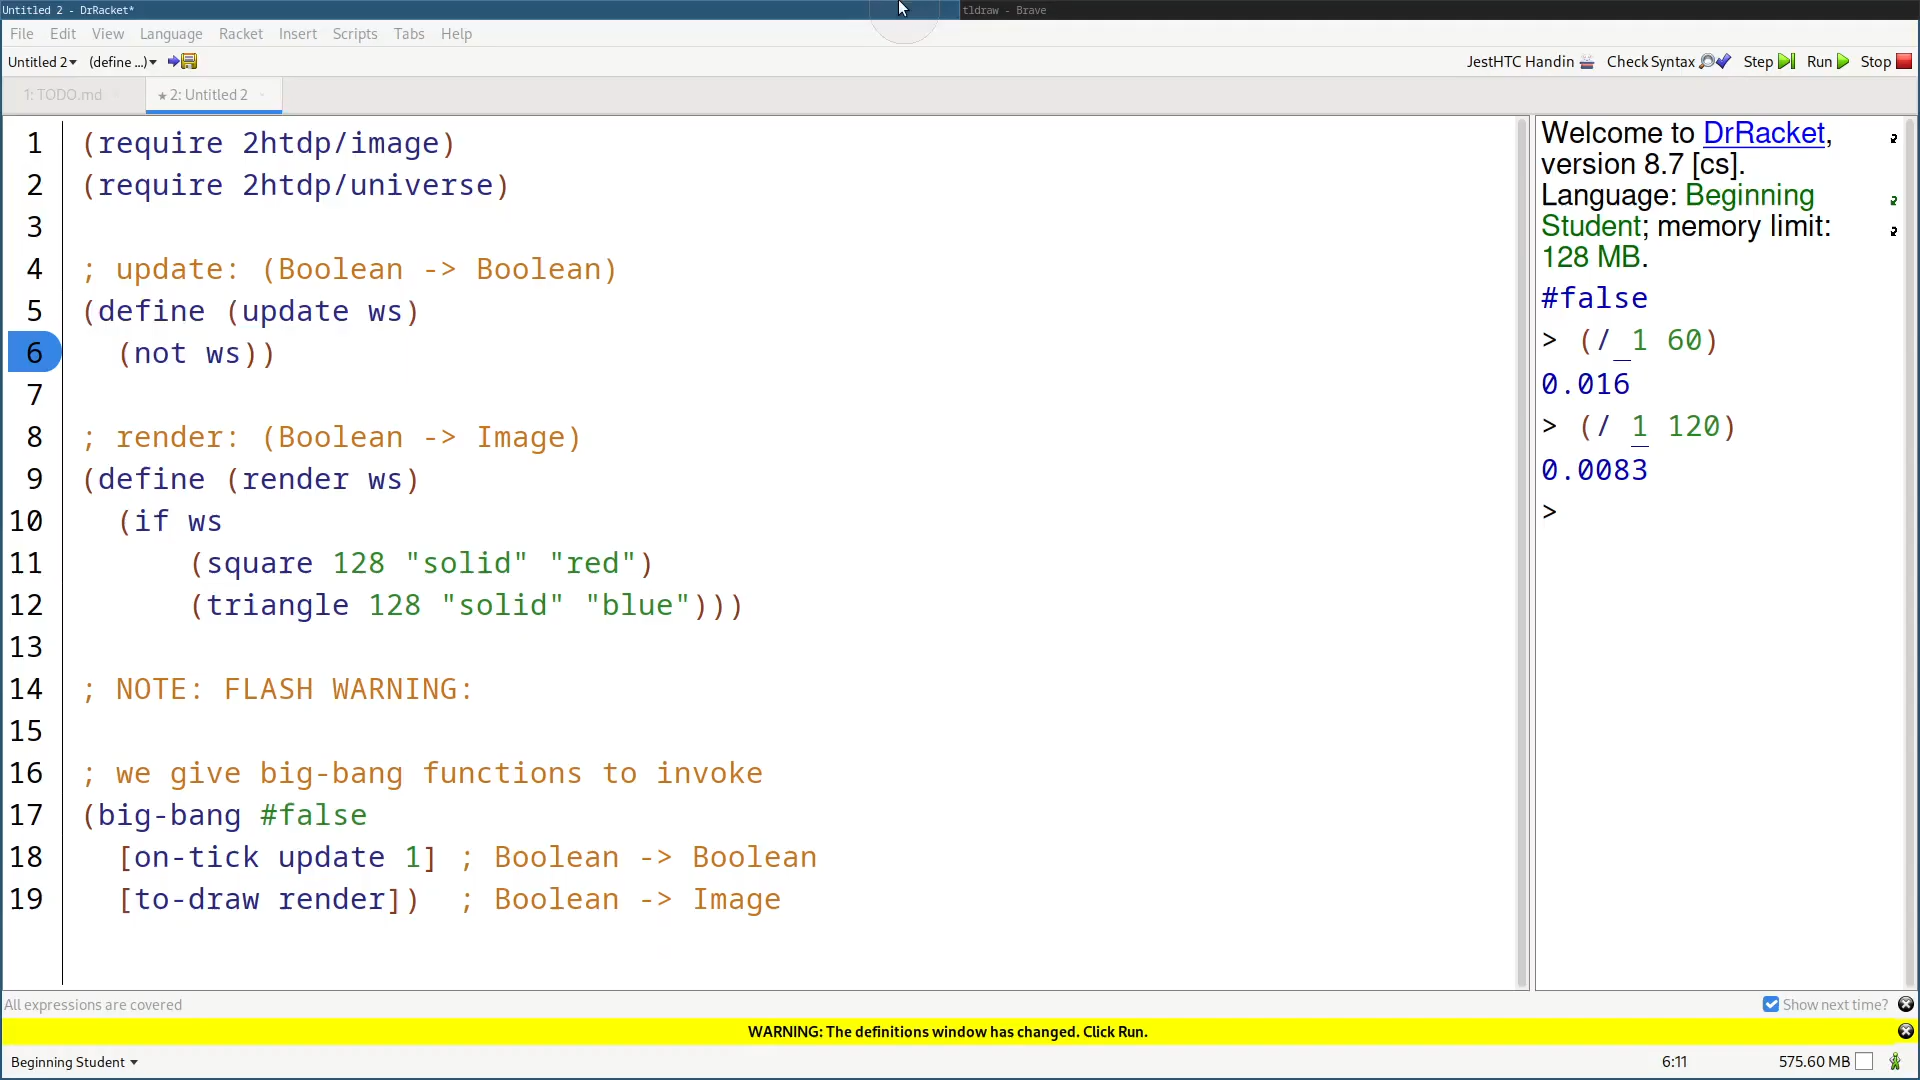 Untitled 2 - DrRacket*
tldraw - Brave
File Edit View Language Racket Insert Scripts Tabs Help
Untitled 2 (define ...) JestHTC Handin Check Syntax Step Run Stop
1: TODO.md
★ 2: Untitled 2
1 (require 2htdp/image)
2 (require 2htdp/universe)
3
4 ; update: (Boolean -> Boolean)
5 (define (update ws)
6   (not ws))
7
8 ; render: (Boolean -> Image)
9 (define (render ws)
10   (if ws
11       (square 128 "solid" "red")
12       (triangle 128 "solid" "blue")))
13
14 ; NOTE: FLASH WARNING:
15
16 ; we give big-bang functions to invoke
17 (big-bang #false
18   [on-tick update 1] ; Boolean -> Boolean
19   [to-draw render])  ; Boolean -> Image
Welcome to DrRacket,
version 8.7 [cs].
Language: Beginning
Student; memory limit:
128 MB.
#false
> (/ 1 60)
0.016
> (/ 1 120)
0.0083
>
All expressions are covered
Show next time?
WARNING: The definitions window has changed. Click Run.
Beginning Student
6:11
575.60 MB